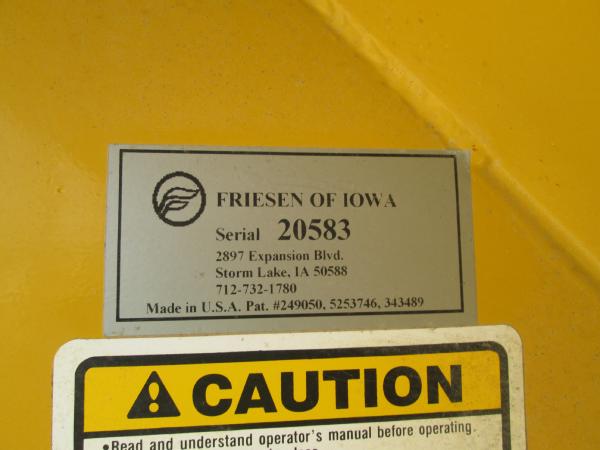 FRIESEN OF IOWA
Serial 20583
2897 Expansion Blvd.
Storm Lake, IA 50588
712-732-1780
Made in U.S.A. Pat. #249050, 5253746, 343489
CAUTION
•Read and understand operator's manual before operating.